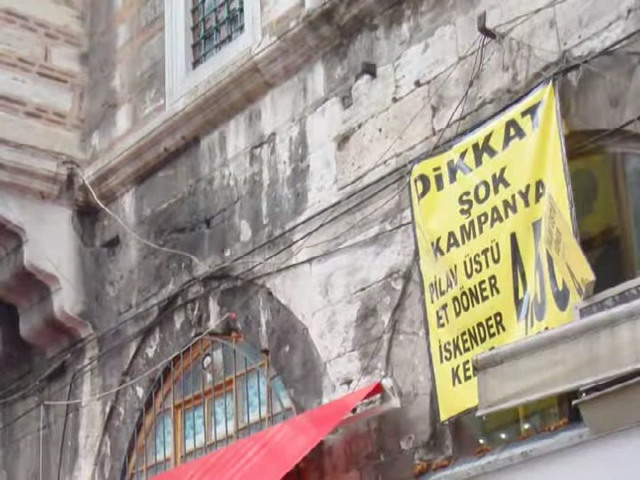 DİKKAT
ŞOK
KAMPANYA
PİLAV ÜSTÜ
ET DÖNER
İSKENDER